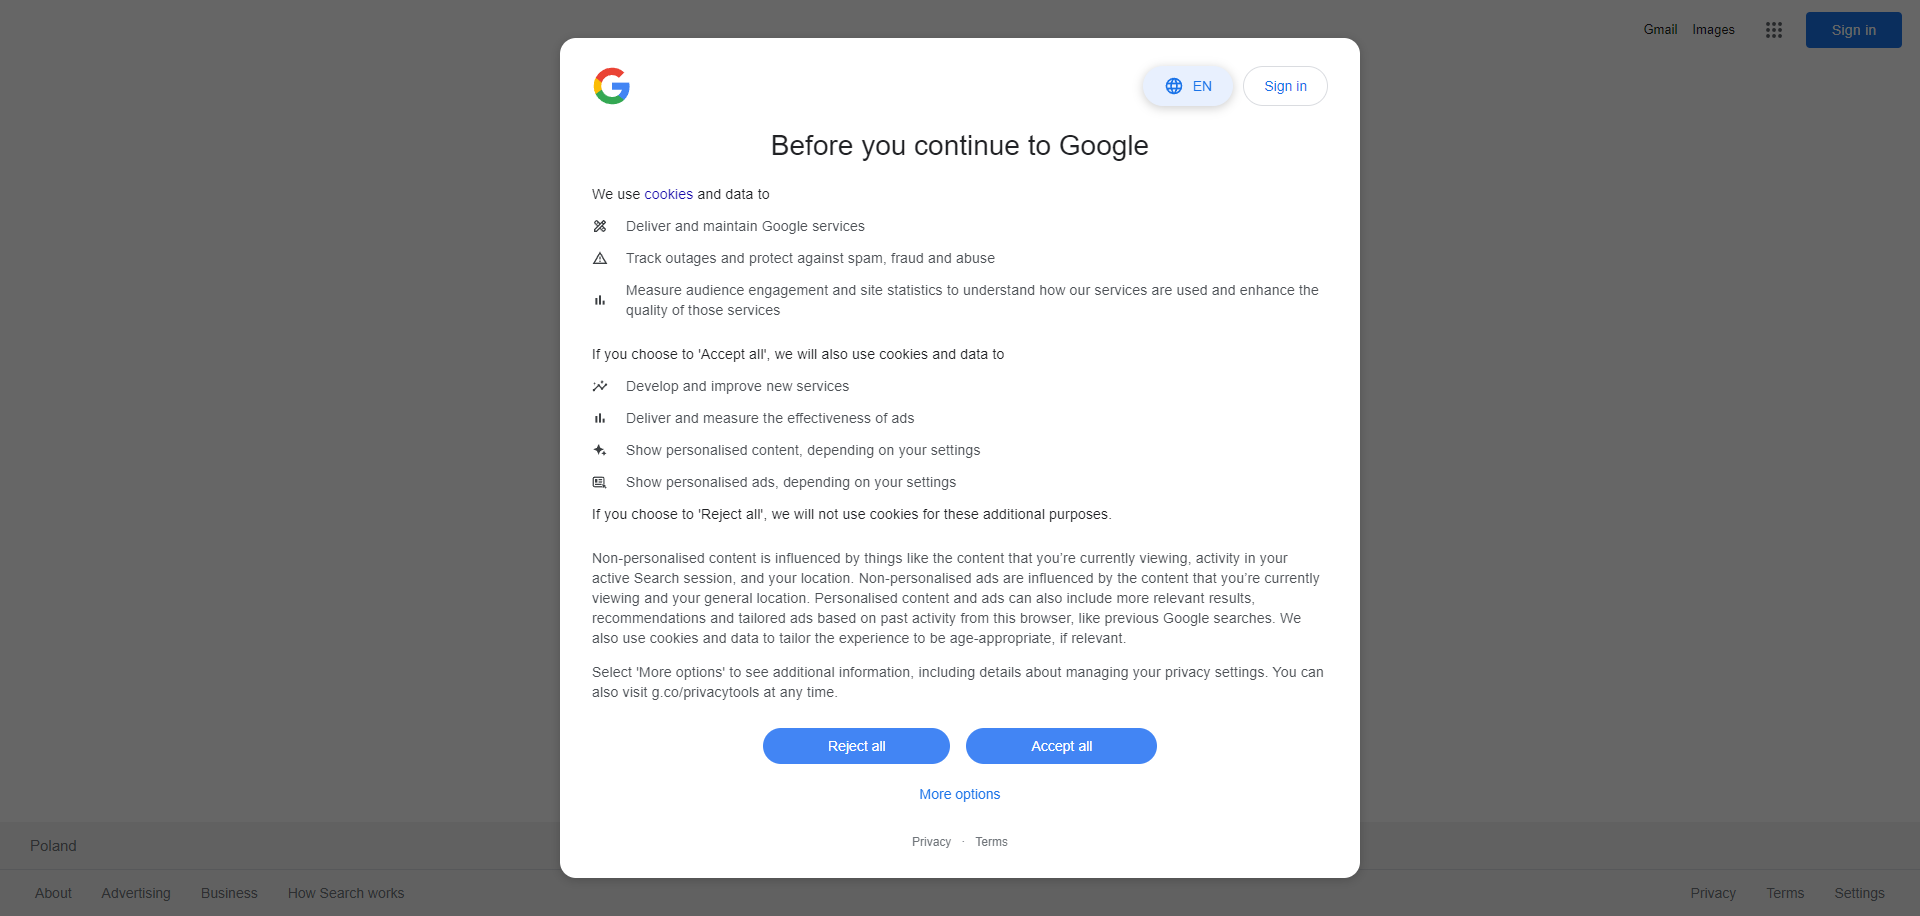 Gmail Images Sign in
EN Sign in
Before you continue to Google
We use cookies and data to
Deliver and maintain Google services
Track outages and protect against spam, fraud and abuse
Measure audience engagement and site statistics to understand how our services are used and enhance the
quality of those services
If you choose to 'Accept all', we will also use cookies and data to
Develop and improve new services
Deliver and measure the effectiveness of ads
Show personalised content, depending on your settings
Show personalised ads, depending on your settings
If you choose to 'Reject all', we will not use cookies for these additional purposes.
Non-personalised content is influenced by things like the content that you’re currently viewing, activity in your
active Search session, and your location. Non-personalised ads are influenced by the content that you’re currently
viewing and your general location. Personalised content and ads can also include more relevant results,
recommendations and tailored ads based on past activity from this browser, like previous Google searches. We
also use cookies and data to tailor the experience to be age-appropriate, if relevant.
Select 'More options' to see additional information, including details about managing your privacy settings. You can
also visit g.co/privacytools at any time.
Reject all Accept all
More options
Privacy · Terms
Poland
About Advertising Business How Search works Privacy Terms Settings